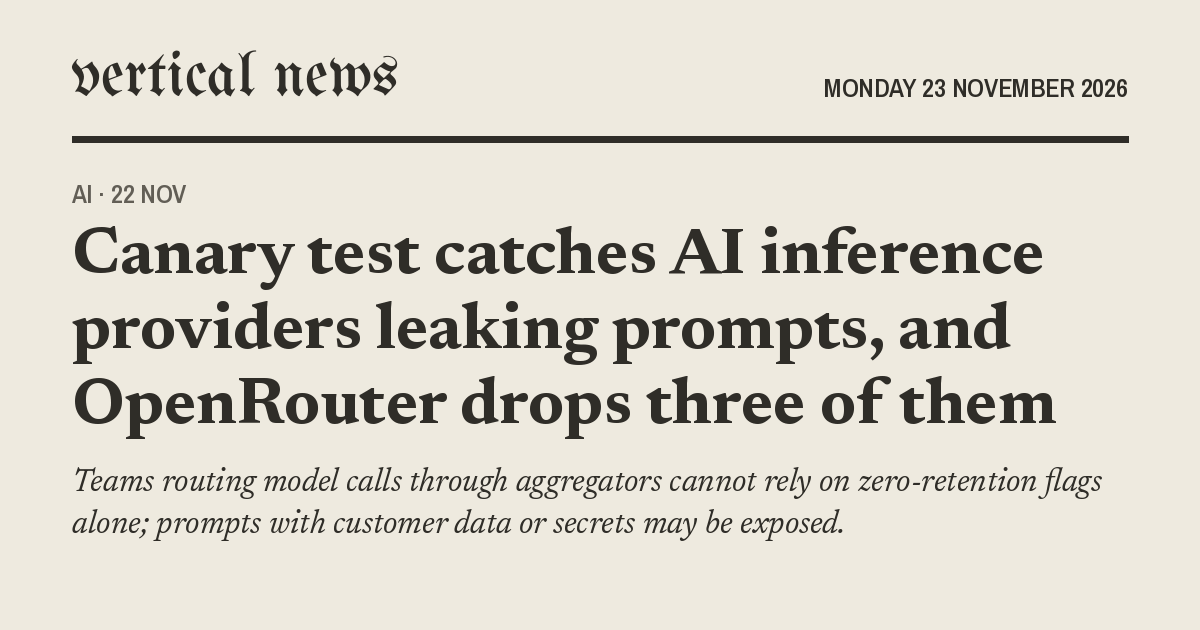 vertical news
MONDAY 23 NOVEMBER 2026
AI · 22 NOV
Canary test catches AI inference
providers leaking prompts, and
OpenRouter drops three of them
Teams routing model calls through aggregators cannot rely on zero-retention flags
alone; prompts with customer data or secrets may be exposed.